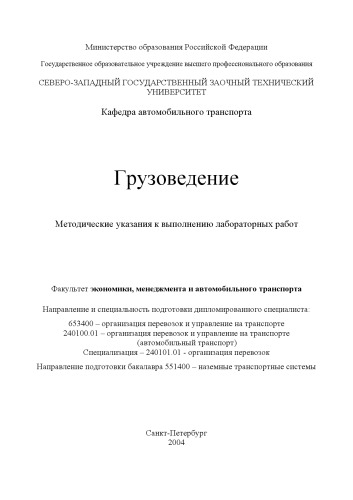 Министерство образования Российской Федерации
Государственное образовательное учреждение высшего профессионального образования
СЕВЕРО-ЗАПАДНЫЙ ГОСУДАРСТВЕННЫЙ ЗАОЧНЫЙ ТЕХНИЧЕСКИЙ
УНИВЕРСИТЕТ
Кафедра автомобильного транспорта
Грузоведение
Методические указания к выполнению лабораторных работ
Факультет экономики, менеджмента и автомобильного транспорта
Направление и специальность подготовки дипломированного специалиста:
653400 – организация перевозок и управление на транспорте
240100.01 – организация перевозок и управление на транспорте
(автомобильный транспорт)
Специализация – 240101.01 - организация перевозок
Направление подготовки бакалавра 551400 – наземные транспортные системы
Санкт-Петербург
2004